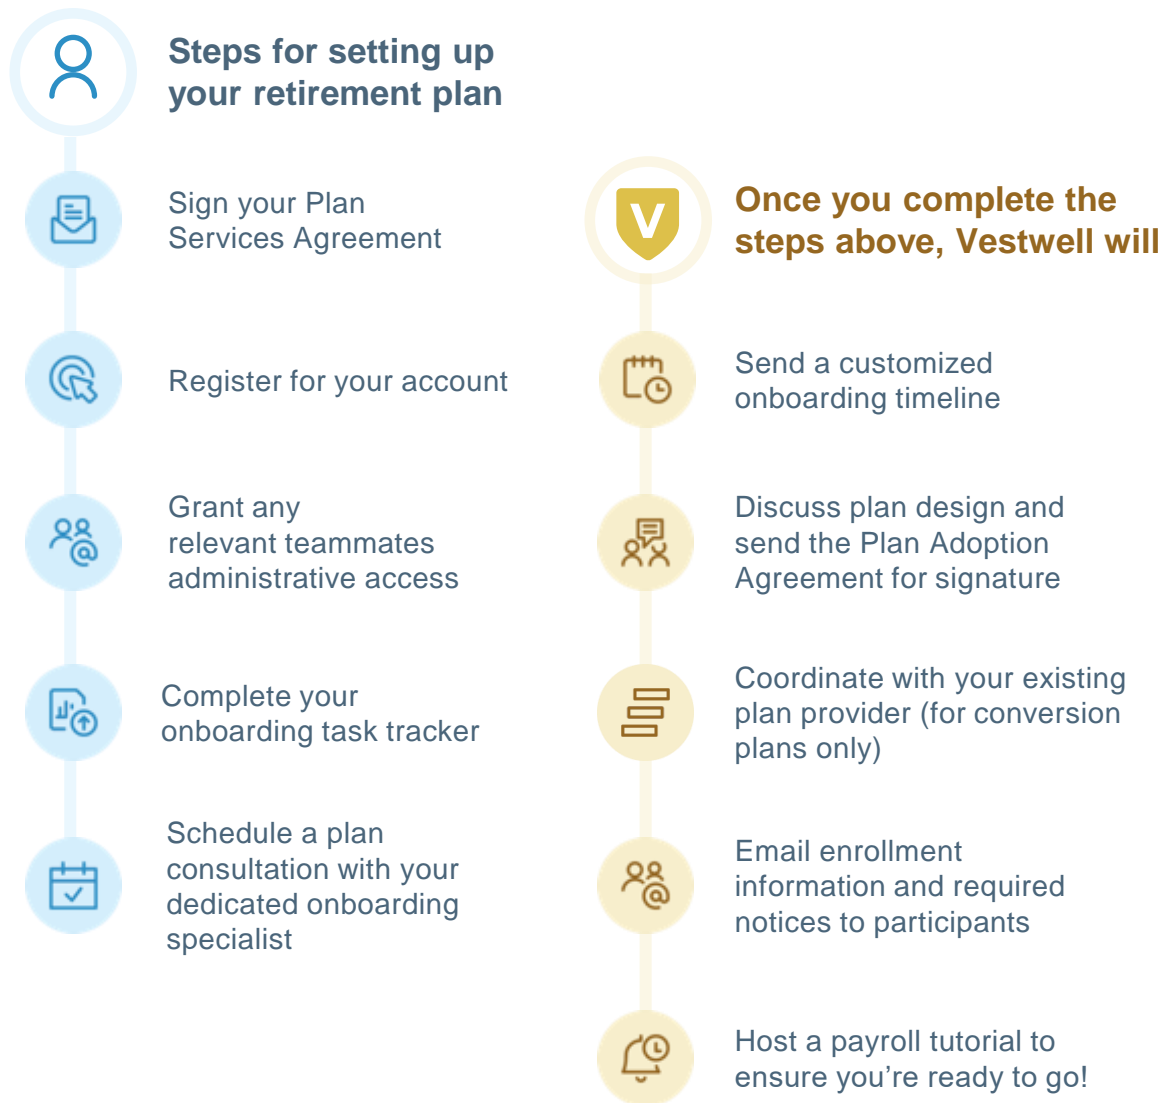 Steps for setting up
your retirement plan
Sign your Plan
Services Agreement
Register for your account
Grant any
relevant teammates
administrative access
Complete your
onboarding task tracker
Schedule a plan
consultation with your
dedicated onboarding
specialist
V
Once you complete the
steps above, Vestwell will
Send a customized
onboarding timeline
Discuss plan design and
send the Plan Adoption
Agreement for signature
Coordinate with your existing
plan provider (for conversion
plans only)
Email enrollment
information and required
notices to participants
Host a payroll tutorial to
ensure you’re ready to go!